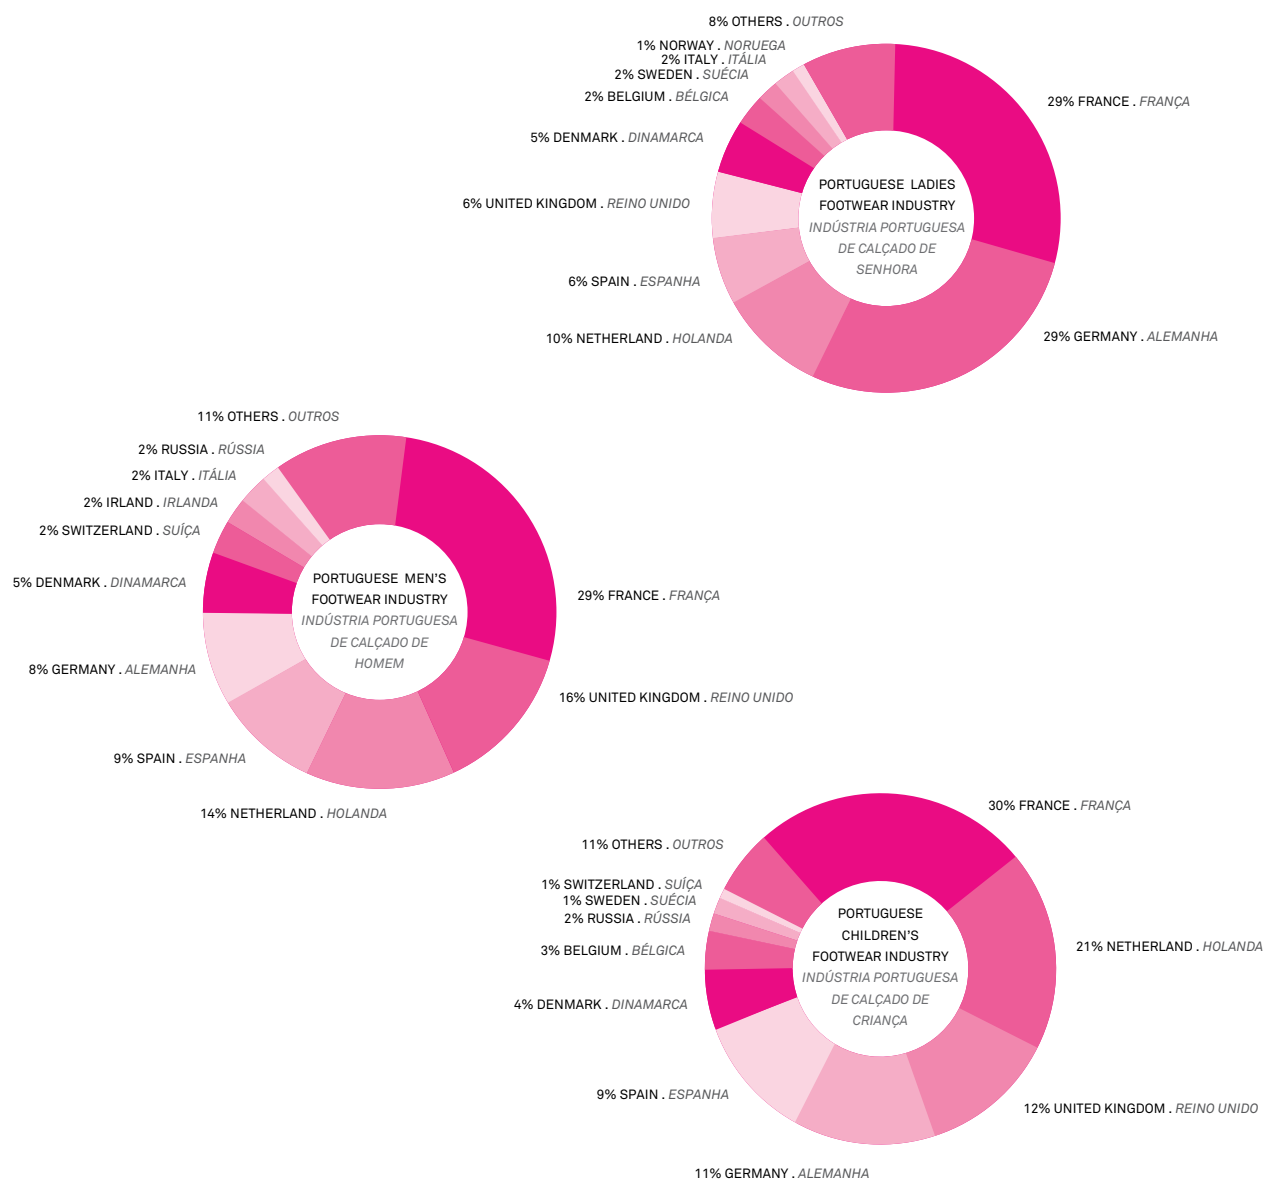 8% OTHERS . OUTROS
1% NORWAY . NORUEGA
2% ITALY . ITÁLIA
2% SWEDEN . SUÉCIA
2% BELGIUM . BÉLGICA
5% DENMARK . DINAMARCA
6% UNITED KINGDOM . REINO UNIDO
6% SPAIN . ESPANHA
10% NETHERLAND . HOLANDA
29% FRANCE . FRANÇA
29% GERMANY . ALEMANHA
PORTUGUESE LADIES
FOOTWEAR INDUSTRY
INDÚSTRIA PORTUGUESA
DE CALÇADO DE
SENHORA
11% OTHERS . OUTROS
2% RUSSIA . RÚSSIA
2% ITALY . ITÁLIA
2% IRLAND . IRLANDA
2% SWITZERLAND . SUÍÇA
5% DENMARK . DINAMARCA
8% GERMANY . ALEMANHA
9% SPAIN . ESPANHA
14% NETHERLAND . HOLANDA
29% FRANCE . FRANÇA
16% UNITED KINGDOM . REINO UNIDO
PORTUGUESE MEN'S
FOOTWEAR INDUSTRY
INDÚSTRIA PORTUGUESA
DE CALÇADO DE
HOMEM
30% FRANCE . FRANÇA
11% OTHERS . OUTROS
1% SWITZERLAND . SUÍÇA
1% SWEDEN . SUÉCIA
2% RUSSIA . RÚSSIA
3% BELGIUM . BÉLGICA
4% DENMARK . DINAMARCA
9% SPAIN . ESPANHA
11% GERMANY . ALEMANHA
21% NETHERLAND . HOLANDA
12% UNITED KINGDOM . REINO UNIDO
PORTUGUESE
CHILDREN'S
FOOTWEAR INDUSTRY
INDÚSTRIA PORTUGUESA
DE CALÇADO DE
CRIANÇA